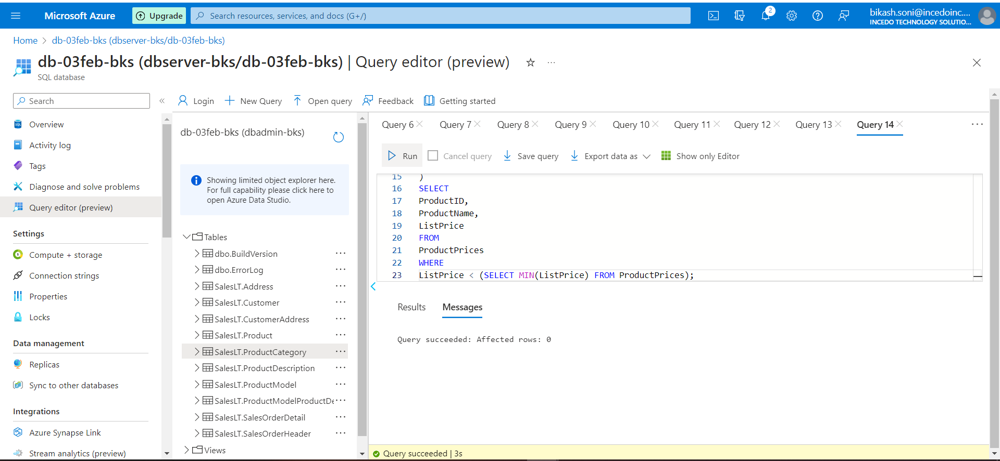 Microsoft Azure
Upgrade
Search resources, services, and docs (G+/)
2
bikash.soni@incedoinc....
INCEDO TECHNOLOGY SOLUTIO...
Home > db-03feb-bks (dbserver-bks/db-03feb-bks)
db-03feb-bks (dbserver-bks/db-03feb-bks) | Query editor (preview)
SQL database
Search
Overview
Activity log
Tags
Diagnose and solve problems
Query editor (preview)
Settings
Compute + storage
Connection strings
Properties
Locks
Data management
Replicas
Sync to other databases
Integrations
Azure Synapse Link
Stream analytics (preview)
Login
New Query
Open query
Feedback
Getting started
db-03feb-bks (dbadmin-bks)
Showing limited object explorer here.
For full capability please click here to
open Azure Data Studio.
Tables
dbo.BuildVersion
dbo.ErrorLog
SalesLT.Address
SalesLT.Customer
SalesLT.CustomerAddress
SalesLT.Product
SalesLT.ProductCategory
SalesLT.ProductDescription
SalesLT.ProductModel
SalesLT.ProductModelProductDe
SalesLT.SalesOrderDetail
SalesLT.SalesOrderHeader
Views
Query 6
Query 7
Query 8
Query 9
Query 10
Query 11
Query 12
Query 13
Query 14
Run
Cancel query
Save query
Export data as
Show only Editor
15 )
16 SELECT
17 ProductID,
18 ProductName,
19 ListPrice
20 FROM
21 ProductPrices
22 WHERE
23 ListPrice < (SELECT MIN(ListPrice) FROM ProductPrices);
Results
Messages
Query succeeded: Affected rows: 0
Query succeeded | 3s